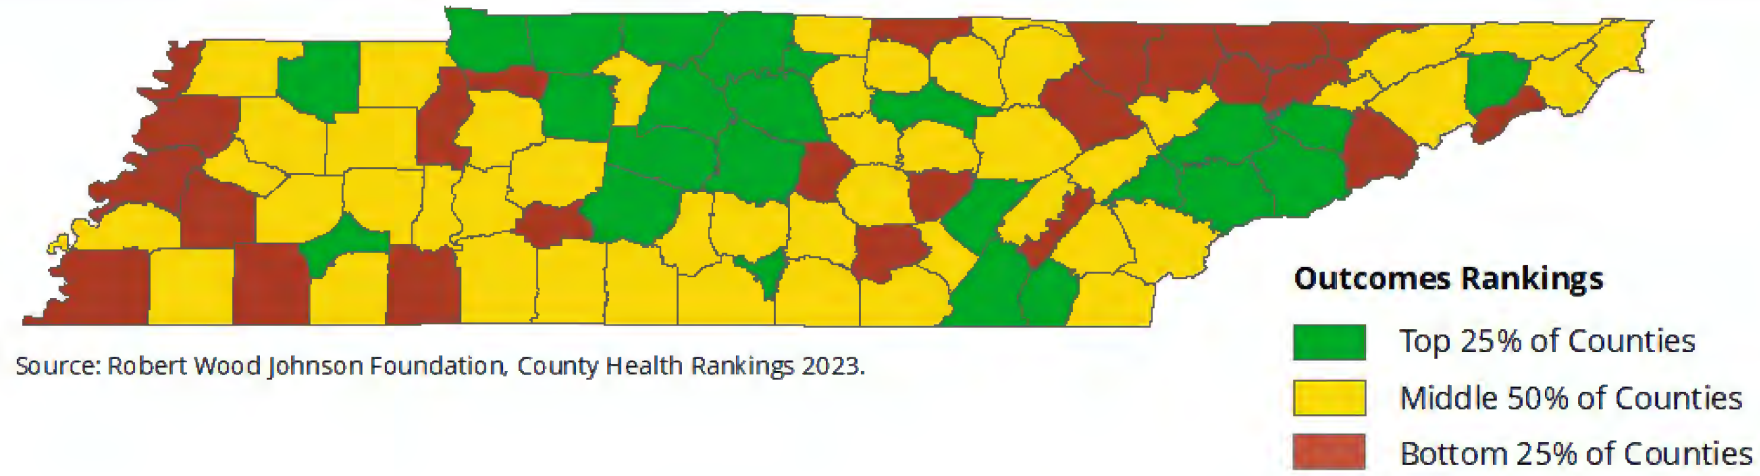 Outcomes Rankings
Top 25% of Counties
Middle 50% of Counties
Bottom 25% of Counties
Source: Robert Wood Johnson Foundation, County Health Rankings 2023.